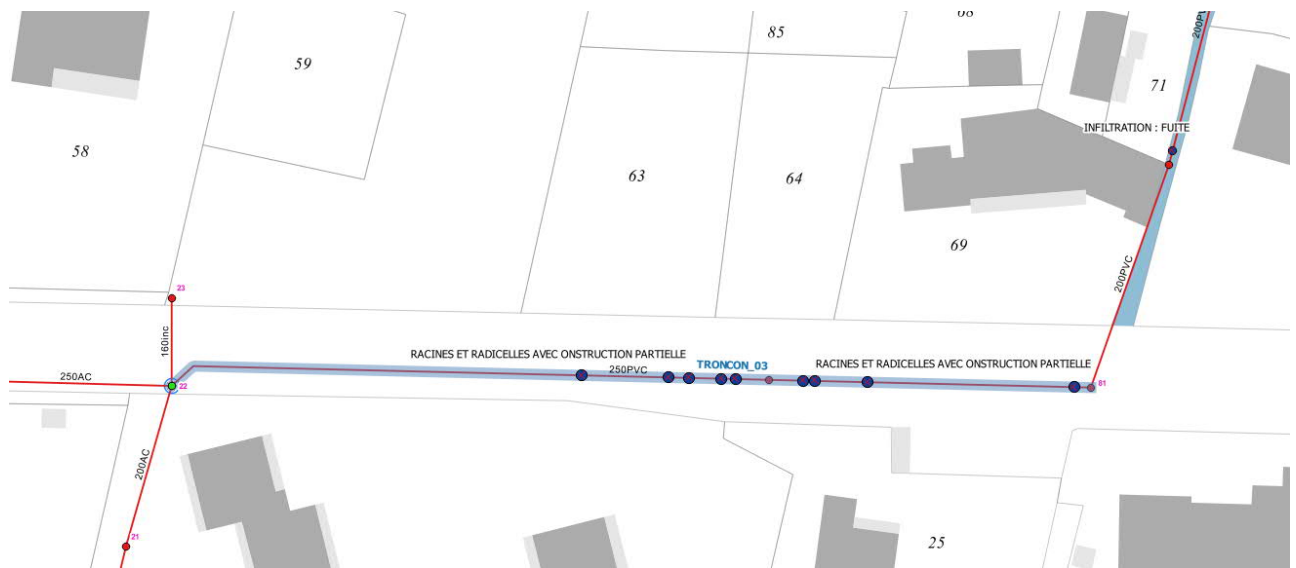 68
85
59
200PVC
71
INFILTRATION : FUITE
58
63
64
69
200PVC
23
160inc
RACINES ET RADICELLES AVEC ONSTRUCTION PARTIELLE
TRONCON_03
RACINES ET RADICELLES AVEC ONSTRUCTION PARTIELLE
250AC
22
250PVC
81
200AC
21
25